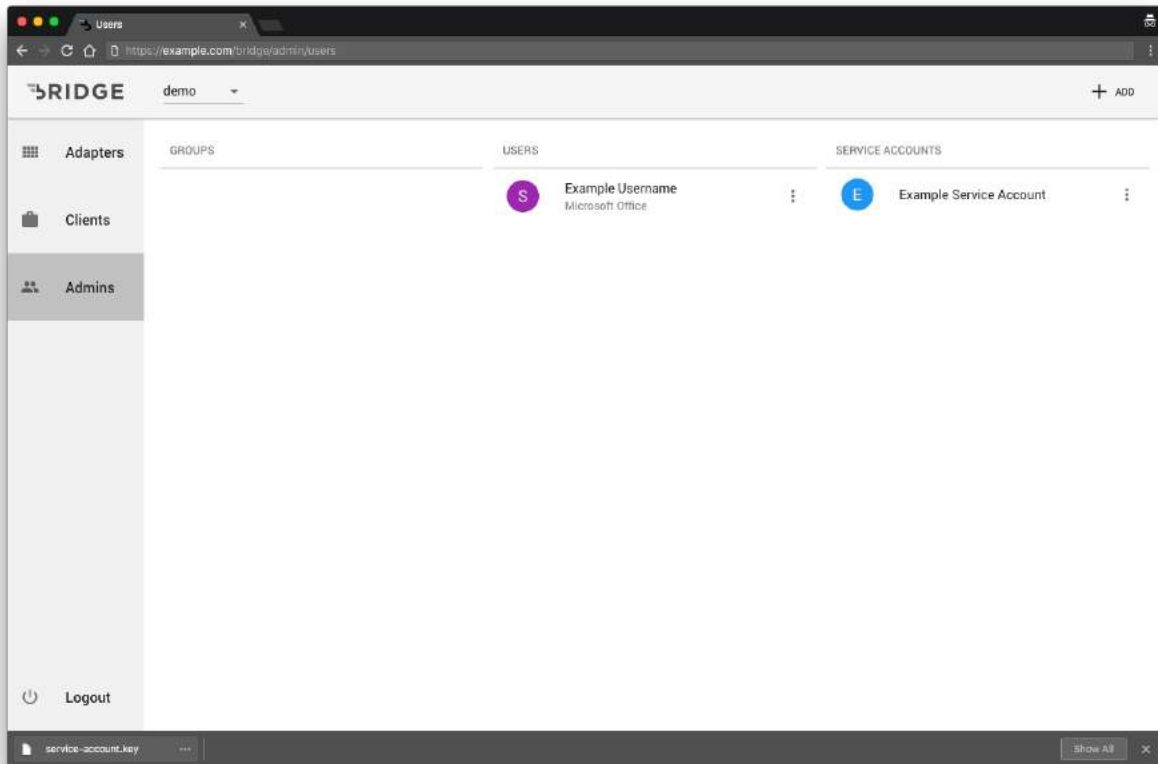 Users
https://example.com/bridge/admin/users
BRIDGE
demo
ADD
Adapters
Clients
Admins
Logout
GROUPS
USERS
S
Example Username
Microsoft Office
SERVICE ACCOUNTS
E
Example Service Account
service-account.key
Show All